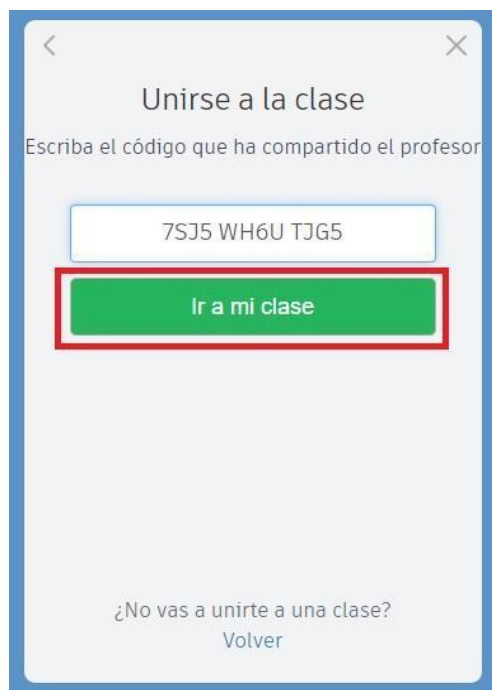 Unirse a la clase
Escriba el código que ha compartido el profesor
7SJ5 WH6U TJG5
Ir a mi clase
¿No vas a unirte a una clase?
Volver